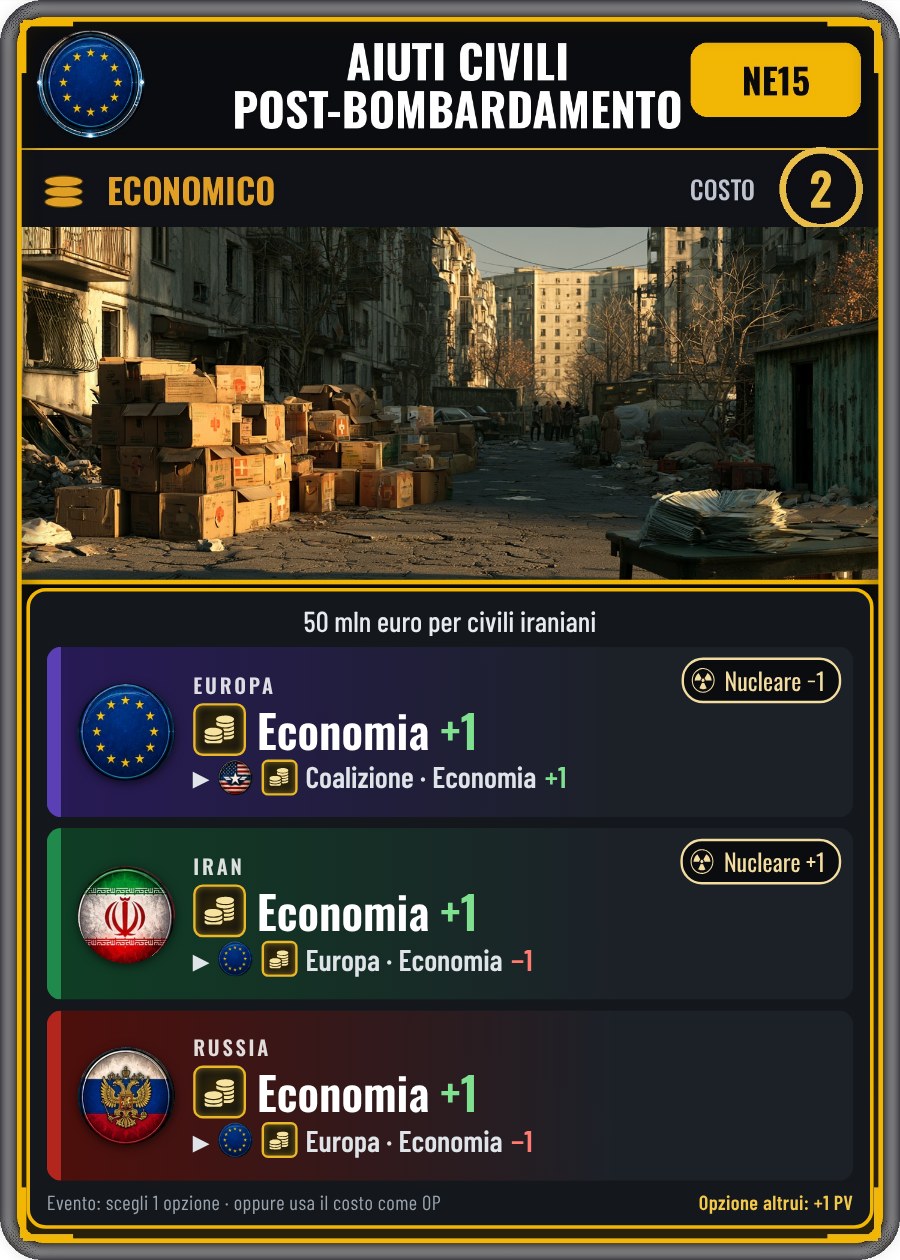 AIUTI CIVILI
POST-BOMBARDAMENTO
NE15
ECONOMICO
COSTO
2
50 mln euro per civili iraniani
EUROPA
Nucleare −1
Economia +1
▶ Coalizione · Economia +1
IRAN
Nucleare +1
Economia +1
▶ Europa · Economia −1
RUSSIA
Economia +1
▶ Europa · Economia −1
Evento: scegli 1 opzione · oppure usa il costo come OP
Opzione altrui: +1 PV